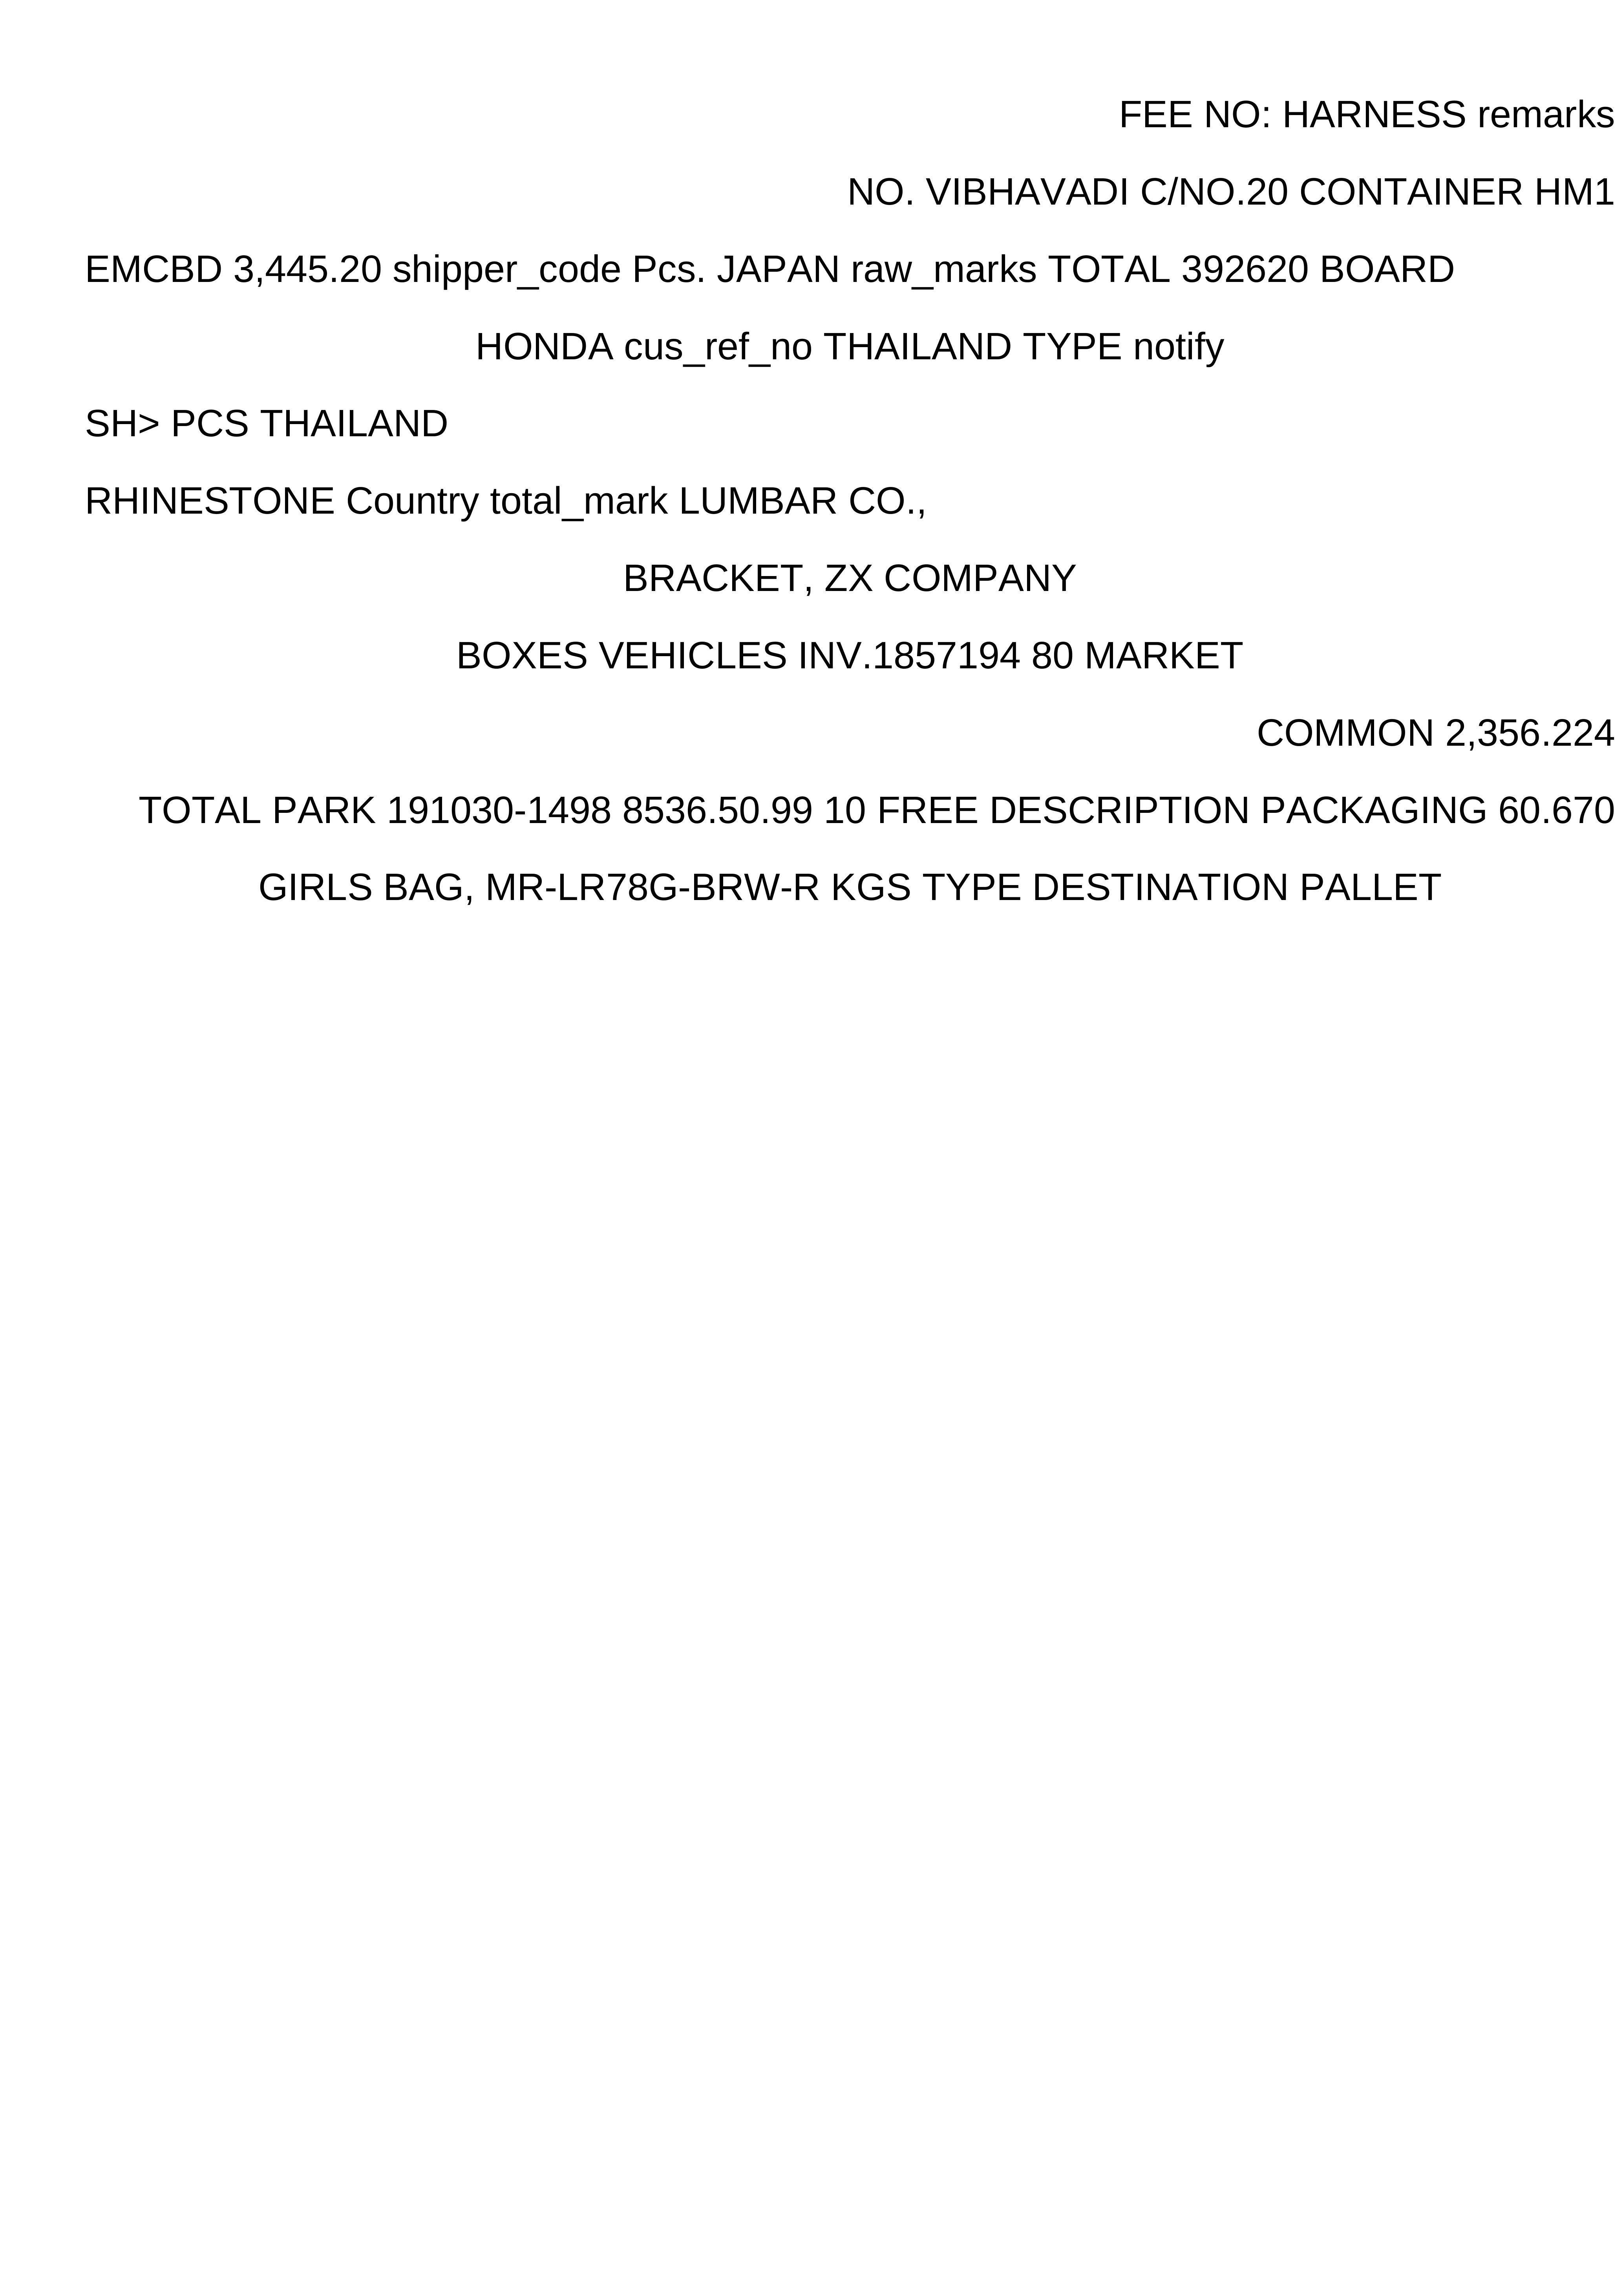 FEE NO: HARNESS remarks
NO. VIBHAVADI C/NO.20 CONTAINER HM1
EMCBD 3,445.20 shipper_code Pcs. JAPAN raw_marks TOTAL 392620 BOARD
HONDA cus_ref_no THAILAND TYPE notify
SH> PCS THAILAND
RHINESTONE Country total_mark LUMBAR CO.,
BRACKET, ZX COMPANY
BOXES VEHICLES INV.1857194 80 MARKET
COMMON 2,356.224
TOTAL PARK 191030-1498 8536.50.99 10 FREE DESCRIPTION PACKAGING 60.670
GIRLS BAG, MR-LR78G-BRW-R KGS TYPE DESTINATION PALLET